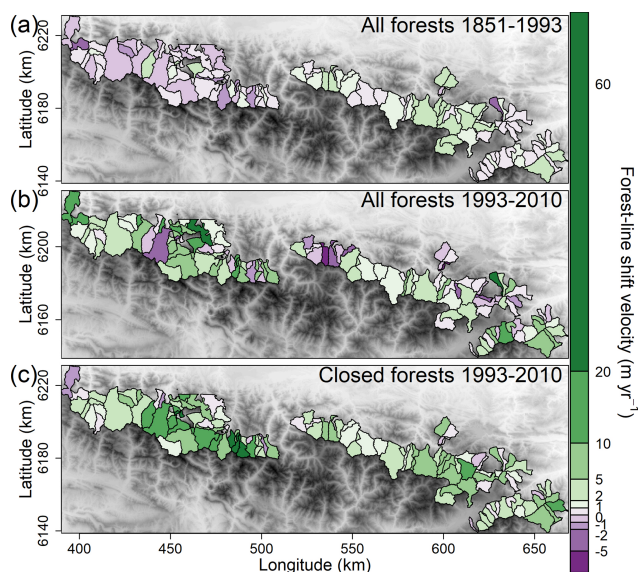 (a) All forests 1851-1993
Latitude (km)
6220
6180
6140
(b) All forests 1993-2010
Latitude (km)
6200
6160
(c) Closed forests 1993-2010
Latitude (km)
6220
6180
6140
400 450 500 550 600 650
Longitude (km)
60
20
10
5
2
1
0
-1
-2
-5
Forest-line shift velocity (m yr⁻¹)